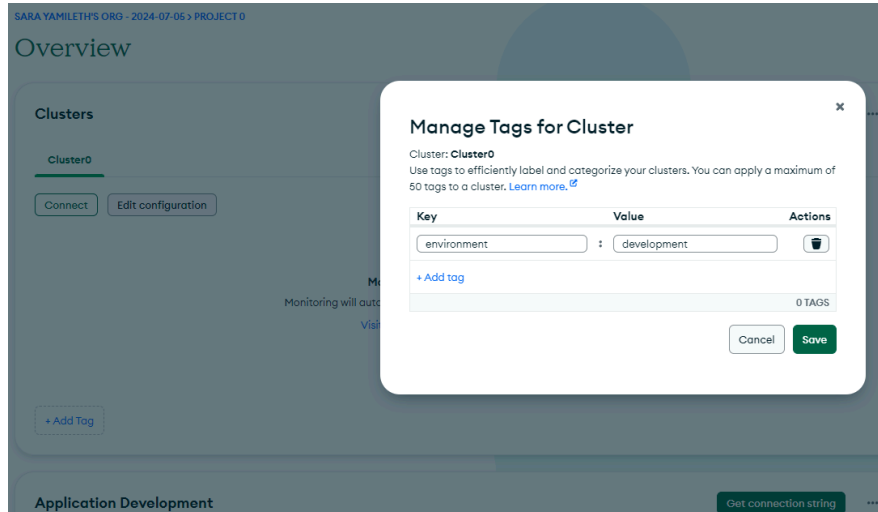 SARA YAMILETH'S ORG - 2024-07-05 > PROJECT 0
Overview
Clusters
Cluster0
Connect
Edit configuration
Monitoring will auto
Visit
+ Add Tag
Application Development
Get connection string
Manage Tags for Cluster
Cluster: Cluster0
Use tags to efficiently label and categorize your clusters. You can apply a maximum of
50 tags to a cluster. Learn more.
Key Value Actions
environment : development
+ Add tag
0 TAGS
Cancel Save